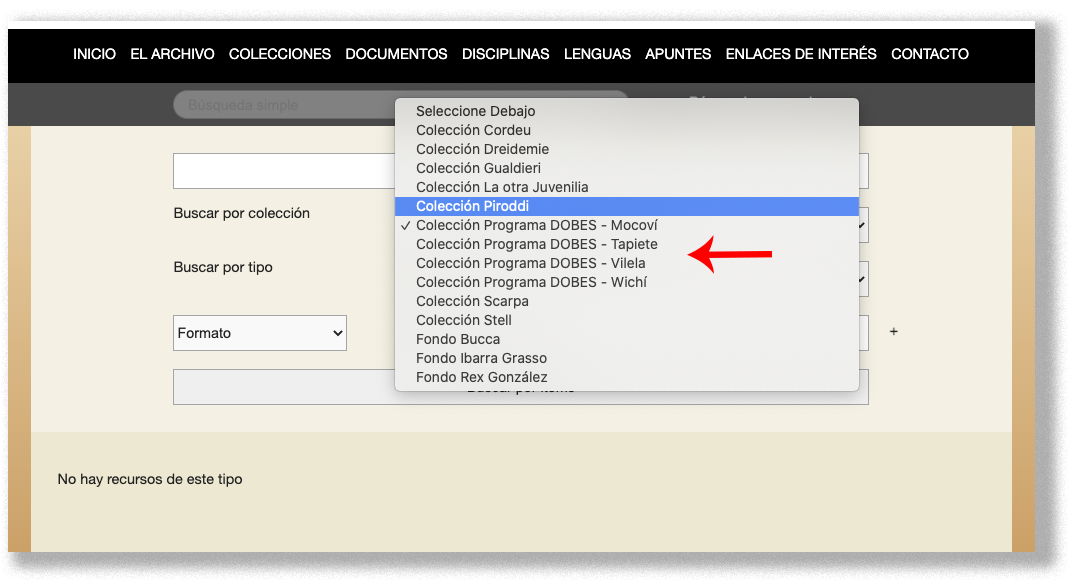 INICIO EL ARCHIVO COLECCIONES DOCUMENTOS DISCIPLINAS LENGUAS APUNTES ENLACES DE INTERÉS CONTACTO
Búsqueda simple
Seleccione Debajo
Colección Cordeu
Colección Dreidemie
Colección Gualdieri
Colección La otra Juvenilia
Colección Piroddi
Buscar por colección
✓ Colección Programa DOBES - Mocoví
Colección Programa DOBES - Tapiete
Buscar por tipo
Colección Programa DOBES - Vilela
Colección Programa DOBES - Wichí
Colección Scarpa
Colección Stell
Formato
+
Fondo Bucca
Fondo Ibarra Grasso
Fondo Rex González
No hay recursos de este tipo